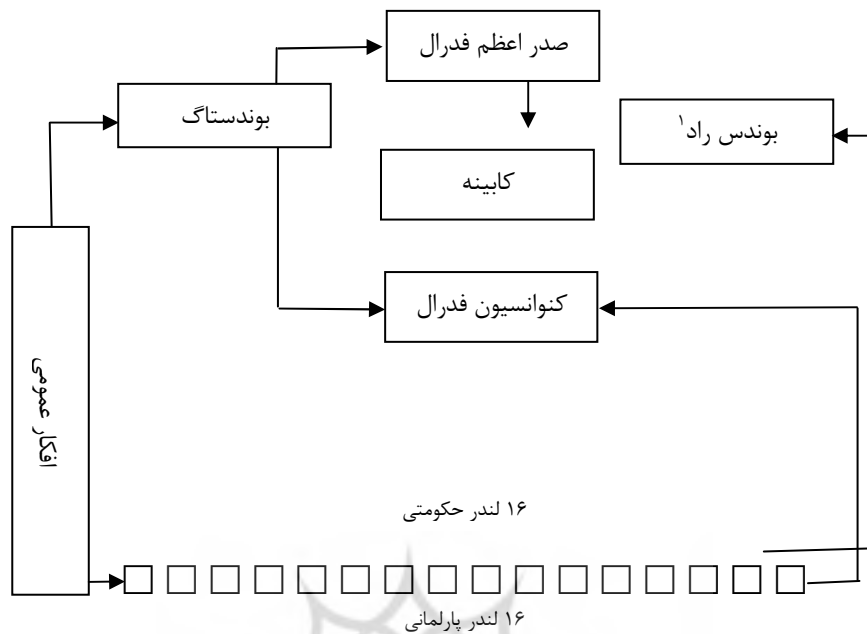 صدر اعظم فدرال
بوندستاگ
بوندس راد۱
کابینه
کنوانسیون فدرال
افکار عمومی
۱۶ لندر حکومتی
۱۶ لندر پارلمانی